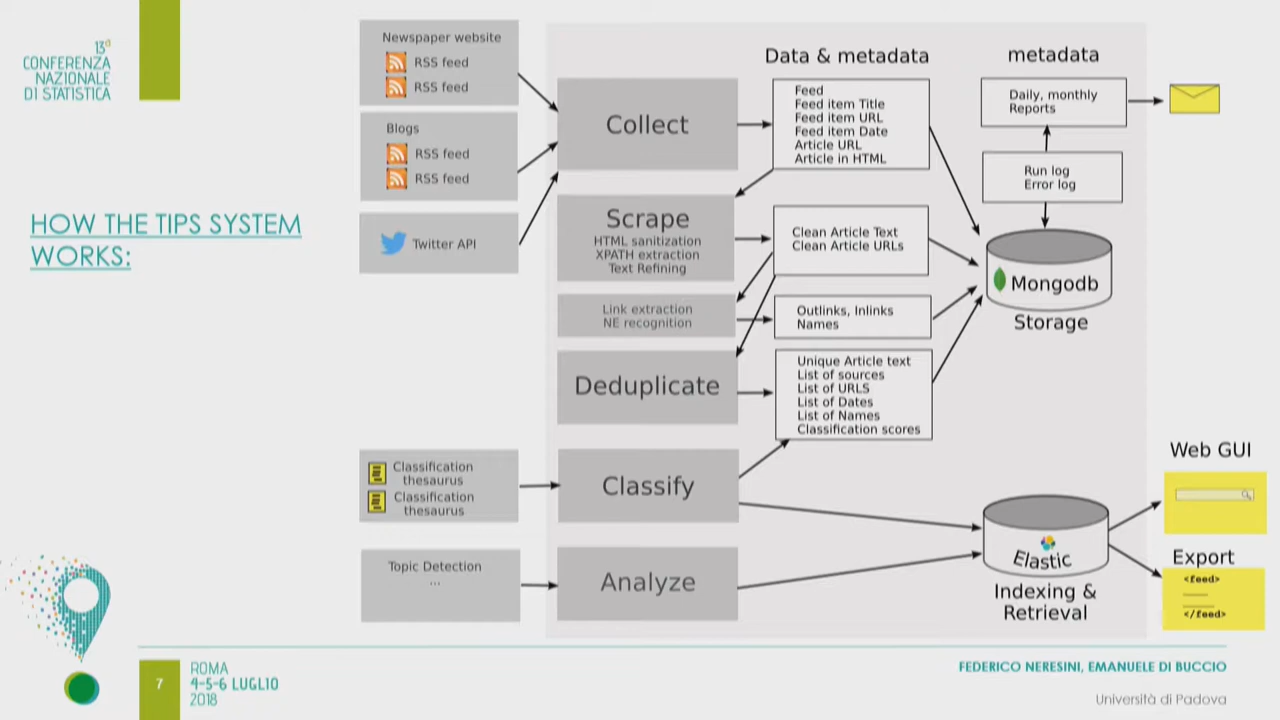 13ª
CONFERENZA
NAZIONALE
DI STATISTICA
HOW THE TIPS SYSTEM
WORKS:
Newspaper website
RSS feed
RSS feed
Blogs
RSS feed
RSS feed
Twitter API
Classification
thesaurus
Classification
thesaurus
Topic Detection
...
Collect
Scrape
HTML sanitization
XPATH extraction
Text Refining
Link extraction
NE recognition
Deduplicate
Classify
Analyze
Data & metadata
Feed
Feed item Title
Feed item URL
Feed item Date
Article URL
Article in HTML
Clean Article Text
Clean Article URLs
Outlinks, Inlinks
Names
Unique Article text
List of sources
List of URLS
List of Dates
List of Names
Classification scores
metadata
Daily, monthly
Reports
Run log
Error log
Mongodb
Storage
Elastic
Indexing &
Retrieval
Web GUI
Export
<feed>
</feed>
7
ROMA
4-5-6 LUGLIO
2018
FEDERICO NERESINI, EMANUELE DI BUCCIO
Università di Padova